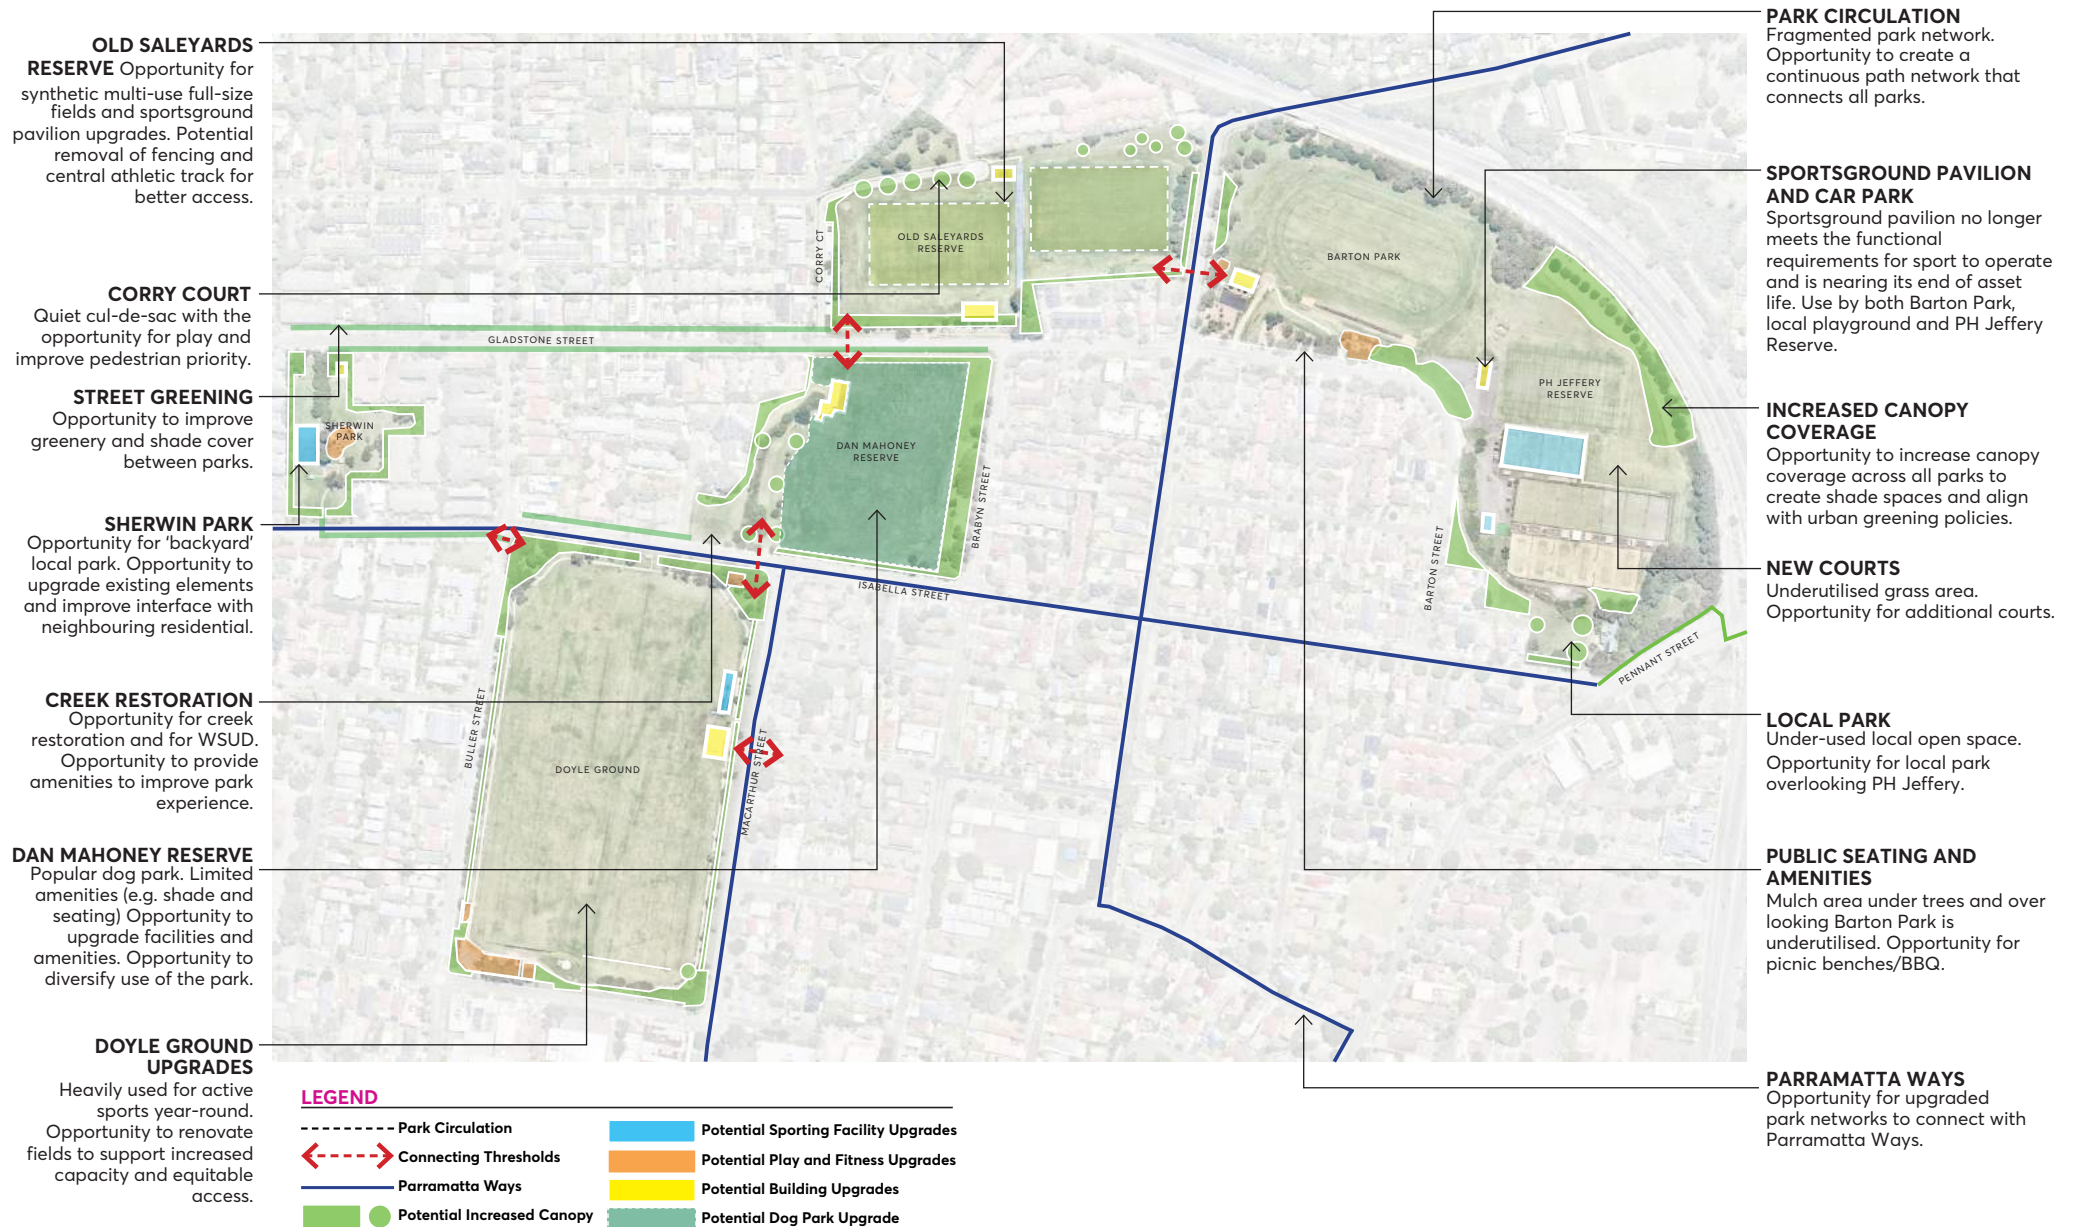 OLD SALEYARDS
RESERVE Opportunity for
synthetic multi-use full-size
fields and sportsground
pavilion upgrades. Potential
removal of fencing and
central athletic track for
better access.
CORRY COURT
Quiet cul-de-sac with the
opportunity for play and
improve pedestrian priority.
STREET GREENING
Opportunity to improve
greenery and shade cover
between parks.
SHERWIN PARK
Opportunity for 'backyard'
local park. Opportunity to
upgrade existing elements
and improve interface with
neighbouring residential.
CREEK RESTORATION
Opportunity for creek
restoration and for WSUD.
Opportunity to provide
amenities to improve park
experience.
DAN MAHONEY RESERVE
Popular dog park. Limited
amenities (e.g. shade and
seating) Opportunity to
upgrade facilities and
amenities. Opportunity to
diversify use of the park.
DOYLE GROUND
UPGRADES
Heavily used for active
sports year-round.
Opportunity to renovate
fields to support increased
capacity and equitable
access.
OLD SALEYARDS
RESERVE
CORRY CT
GLADSTONE STREET
SHERWIN
PARK
DAN MAHONEY
RESERVE
BRABYN STREET
ISABELLA STREET
BULLER STREET
DOYLE GROUND
MACARTHUR STREET
BARTON PARK
PH JEFFERY
RESERVE
BARTON STREET
PENNANT STREET
PARK CIRCULATION
Fragmented park network.
Opportunity to create a
continuous path network that
connects all parks.
SPORTSGROUND PAVILION
AND CAR PARK
Sportsground pavilion no longer
meets the functional
requirements for sport to operate
and is nearing its end of asset
life. Use by both Barton Park,
local playground and PH Jeffery
Reserve.
INCREASED CANOPY
COVERAGE
Opportunity to increase canopy
coverage across all parks to
create shade spaces and align
with urban greening policies.
NEW COURTS
Underutilised grass area.
Opportunity for additional courts.
LOCAL PARK
Under-used local open space.
Opportunity for local park
overlooking PH Jeffery.
PUBLIC SEATING AND
AMENITIES
Mulch area under trees and over
looking Barton Park is
underutilised. Opportunity for
picnic benches/BBQ.
PARRAMATTA WAYS
Opportunity for upgraded
park networks to connect with
Parramatta Ways.
LEGEND
Park Circulation
Connecting Thresholds
Parramatta Ways
Potential Increased Canopy
Potential Sporting Facility Upgrades
Potential Play and Fitness Upgrades
Potential Building Upgrades
Potential Dog Park Upgrade